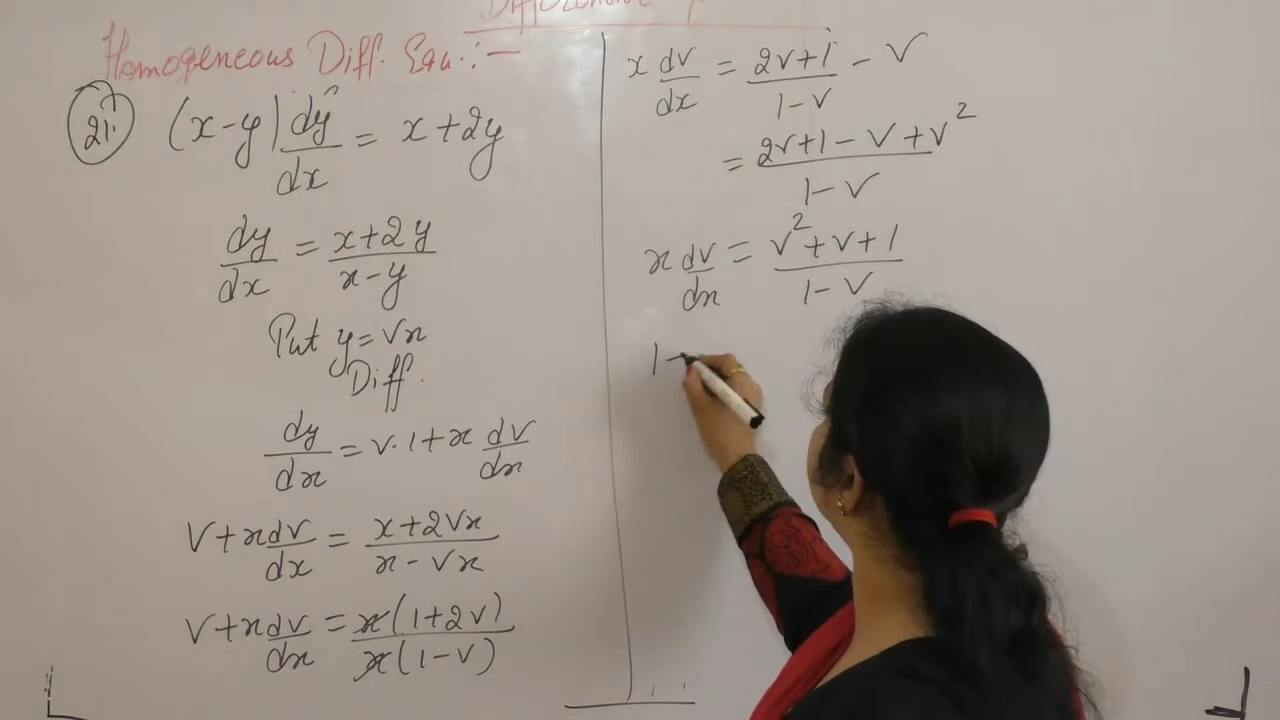 Homogeneous Diff. Equ.:-
21. (x-y) dy/dx = x+2y
dy/dx = x+2y/x-y
Put y=vx
Diff.
dy/dx = v.1+x dv/dx
v+x dv/dx = x+2vx/x-vx
v+x dv/dx = x(1+2v)/x(1-v)
x dv/dx = 2v+1/1-v - v
= 2v+1-v+v²/1-v
x dv/dx = v²+v+1/1-v
1-